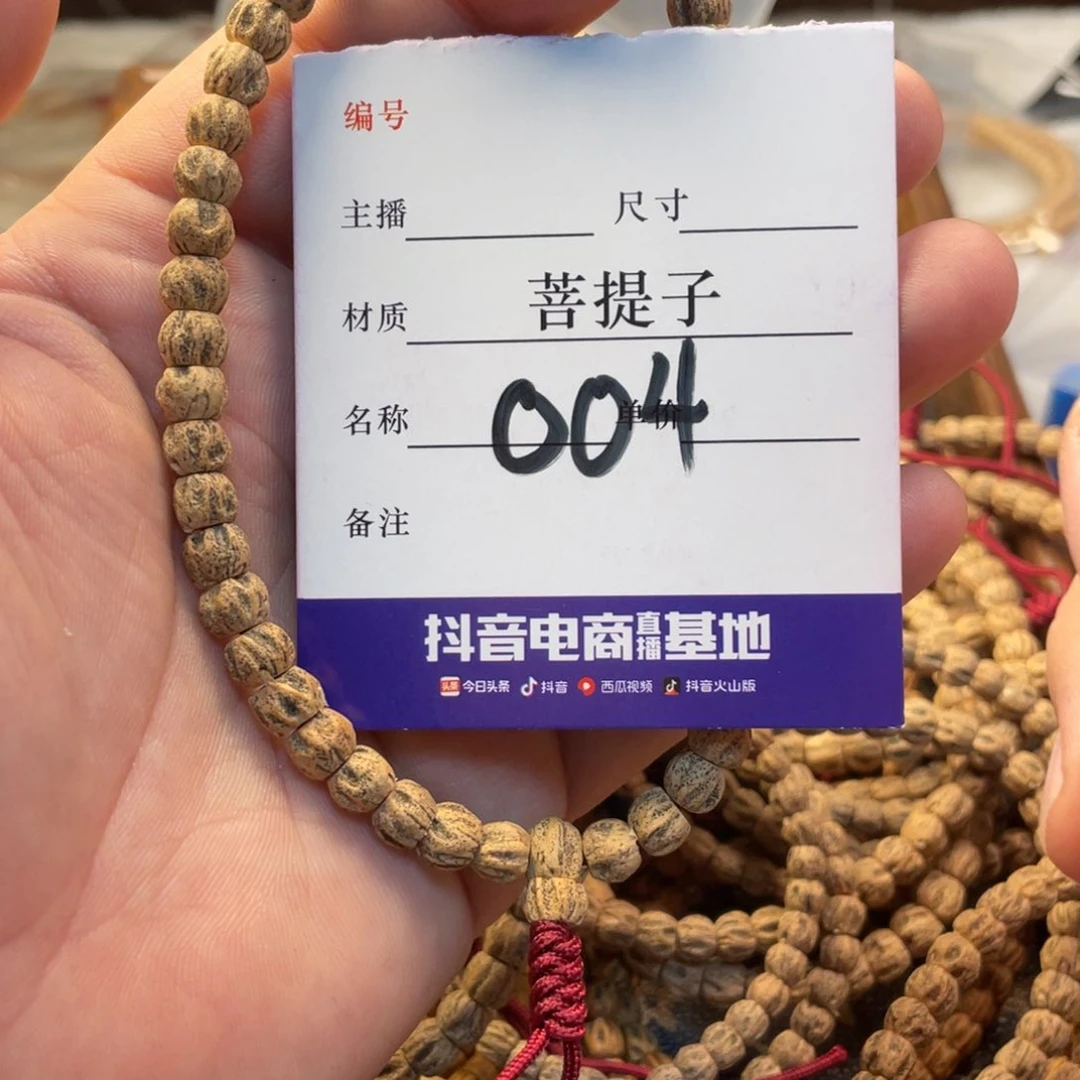 编号
主播 尺寸
材质 菩提子
名称 004 单价
备注
抖音电商直播基地
头条 今日头条 抖音 西瓜视频 抖音火山版